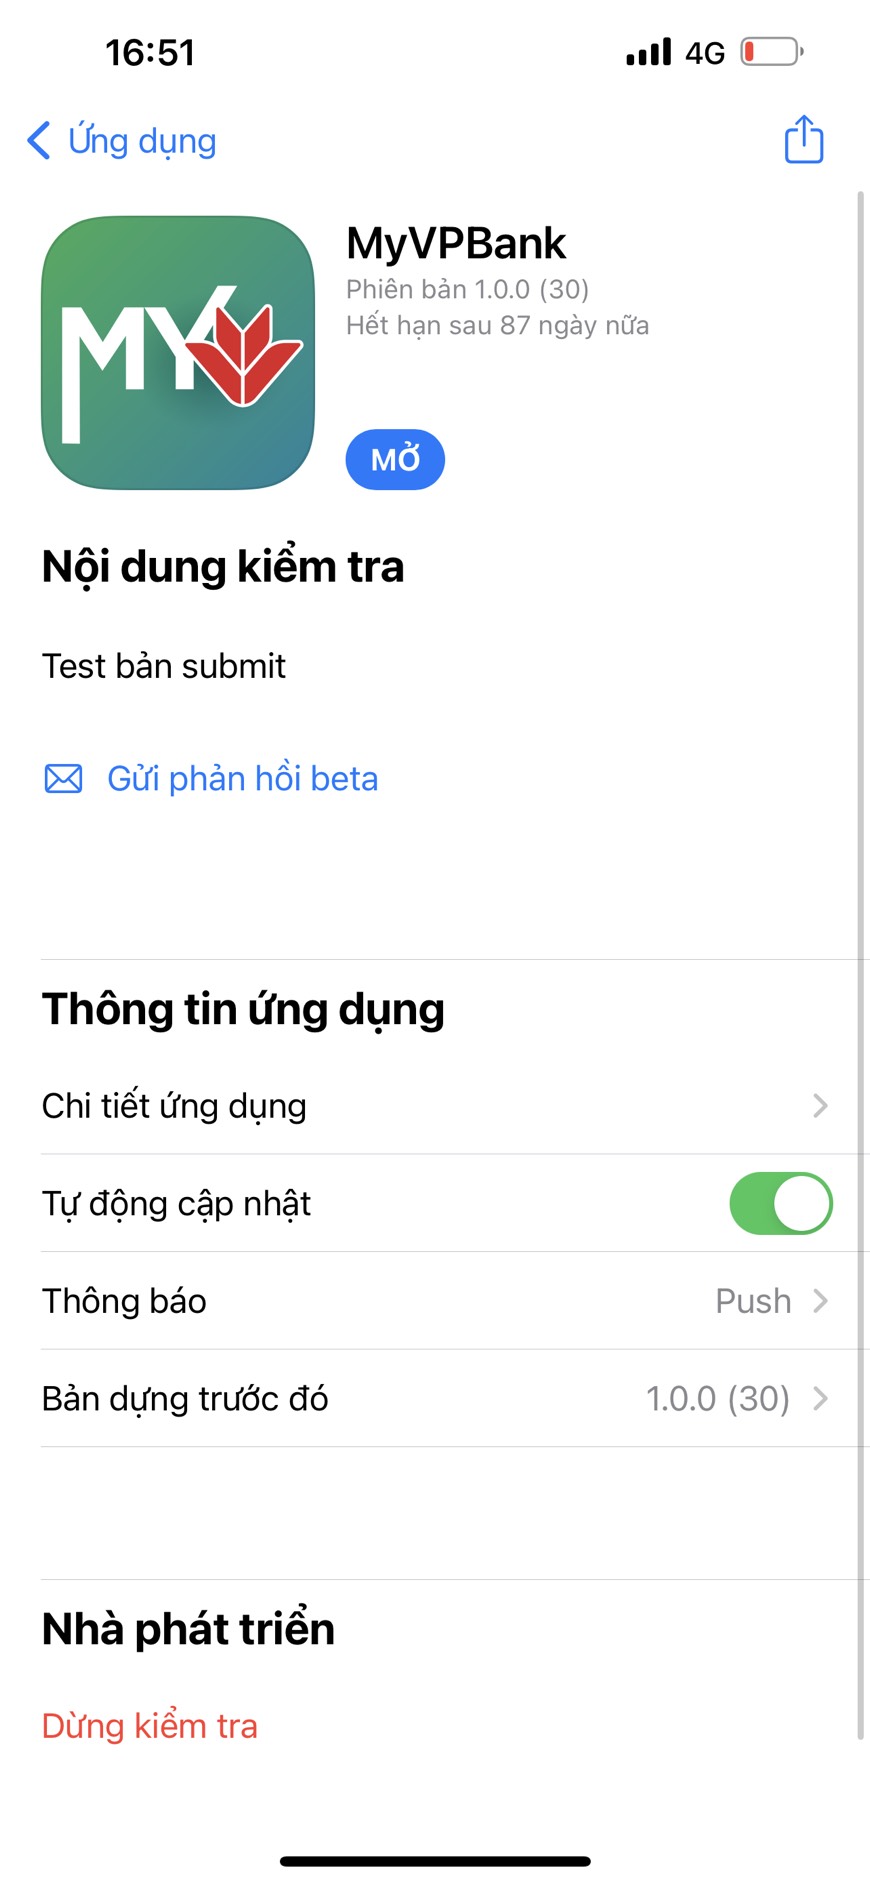 16:51
4G
Ứng dụng
MY
MyVPBank
Phiên bản 1.0.0 (30)
Hết hạn sau 87 ngày nữa
MỞ
Nội dung kiểm tra
Test bản submit
Gửi phản hồi beta
Thông tin ứng dụng
Chi tiết ứng dụng
Tự động cập nhật
Thông báo Push
Bản dựng trước đó 1.0.0 (30)
Nhà phát triển
Dừng kiểm tra